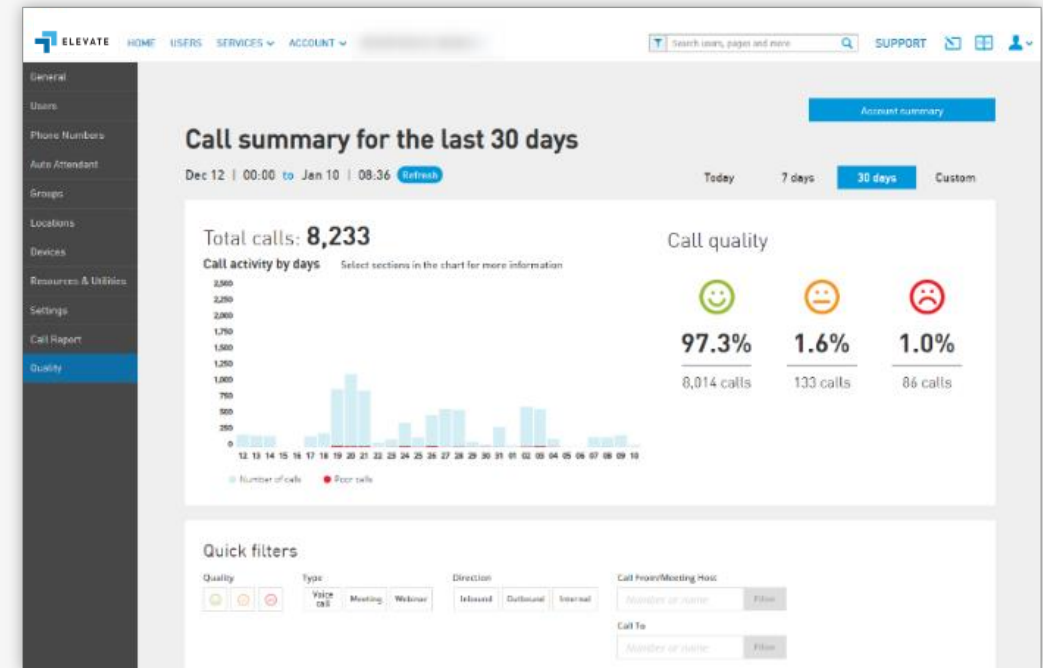 ELEVATE HOME USERS SERVICES ACCOUNT Search users, pages and more SUPPORT
General
Users
Phone Numbers
Auto Attendant
Groups
Locations
Devices
Resources & Utilities
Settings
Call Report
Quality
Account summary
Call summary for the last 30 days
Dec 12 | 00:00 to Jan 10 | 08:36 Refresh
Today 7 days 30 days Custom
Total calls: 8,233
Call activity by days Select sections in the chart for more information
2,500
2,250
2,000
1,750
1,500
1,250
1,000
750
500
250
0
12 13 14 15 16 17 18 19 20 21 22 23 24 25 26 27 28 29 30 31 01 02 03 04 05 06 07 08 09 10
Number of calls Poor calls
Call quality
97.3% 1.6% 1.0%
8,014 calls 133 calls 86 calls
Quick filters
Quality Type Direction Call From/Meeting Host
Voice call Meeting Webinar Inbound Outbound Internal Number or name Filter
Call To
Number or name Filter